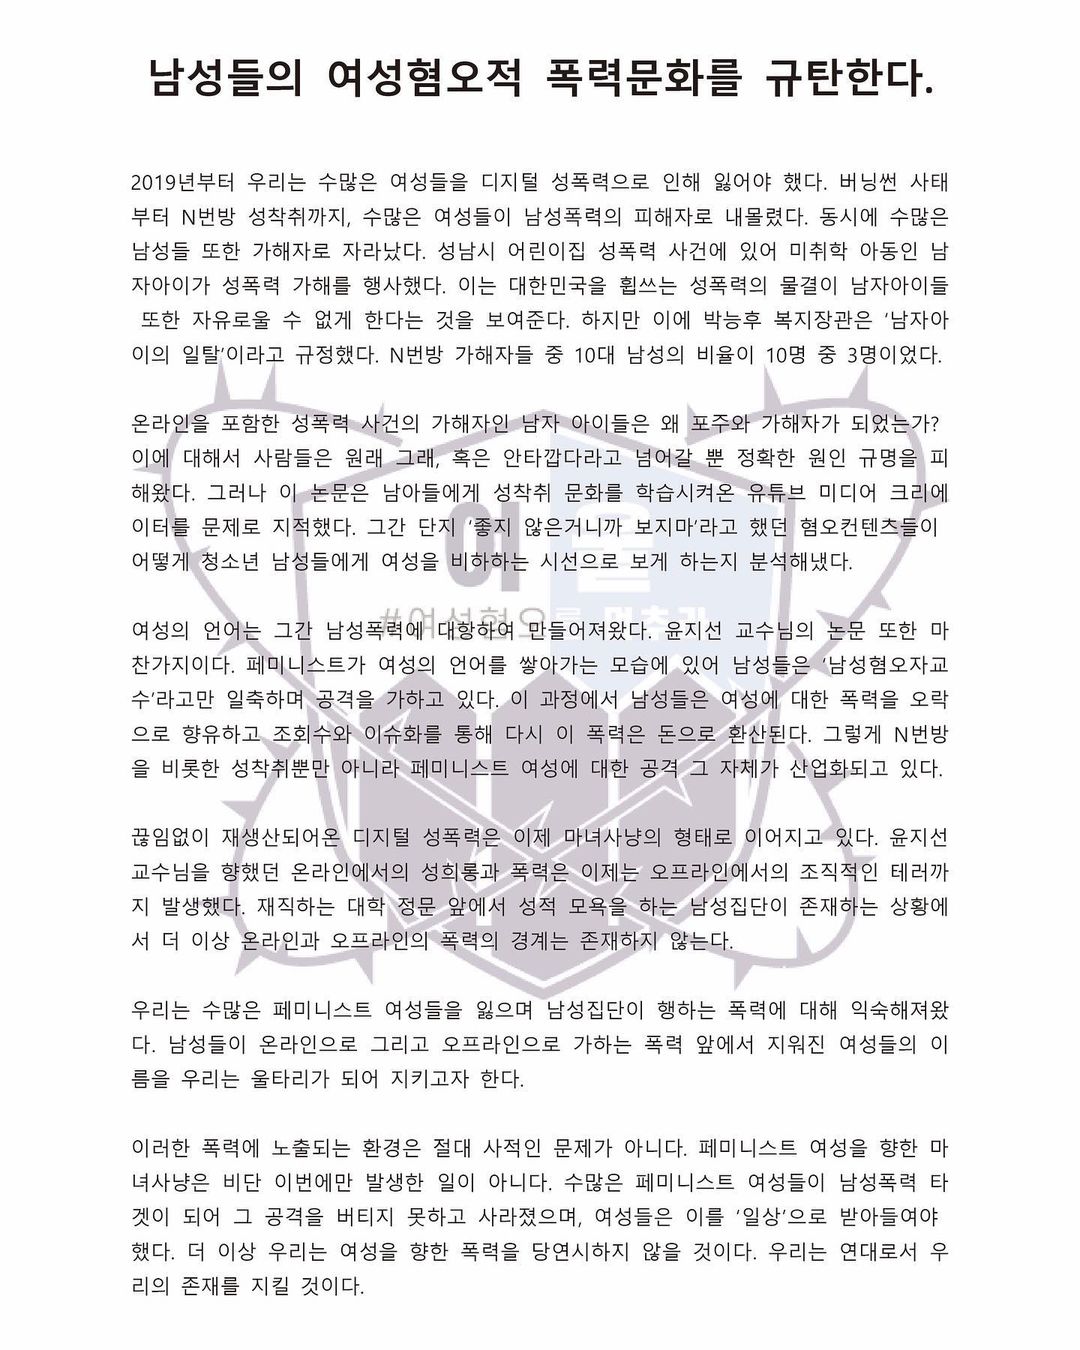 남성들의 여성혐오적 폭력문화를 규탄한다.
2019년부터 우리는 수많은 여성들을 디지털 성폭력으로 인해 잃어야 했다. 버닝썬 사태
부터 N번방 성착취까지, 수많은 여성들이 남성폭력의 피해자로 내몰렸다. 동시에 수많은
남성들 또한 가해자로 자라났다. 성남시 어린이집 성폭력 사건에 있어 미취학 아동인 남
자아이가 성폭력 가해를 행사했다. 이는 대한민국을 휩쓰는 성폭력의 물결이 남자아이들
또한 자유로울 수 없게 한다는 것을 보여준다. 하지만 이에 박능후 복지장관은 ‘남자아
이의 일탈’이라고 규정했다. N번방 가해자들 중 10대 남성의 비율이 10명 중 3명이었다.
온라인을 포함한 성폭력 사건의 가해자인 남자 아이들은 왜 포주와 가해자가 되었는가?
이에 대해서 사람들은 원래 그래, 혹은 안타깝다라고 넘어갈 뿐 정확한 원인 규명을 피
해왔다. 그러나 이 논문은 남아들에게 성착취 문화를 학습시켜온 유튜브 미디어 크리에
이터를 문제로 지적했다. 그간 단지 ‘좋지 않은거니까 보지마’라고 했던 혐오컨텐츠들이
어떻게 청소년 남성들에게 여성을 비하하는 시선으로 보게 하는지 분석해냈다.
여울
#여성혐오를 멈추라
여성의 언어는 그간 남성폭력에 대항하여 만들어져왔다. 윤지선 교수님의 논문 또한 마
찬가지이다. 페미니스트가 여성의 언어를 쌓아가는 모습에 있어 남성들은 ‘남성혐오자교
수’라고만 일축하며 공격을 가하고 있다. 이 과정에서 남성들은 여성에 대한 폭력을 오락
으로 향유하고 조회수와 이슈화를 통해 다시 이 폭력은 돈으로 환산된다. 그렇게 N번방
을 비롯한 성착취뿐만 아니라 페미니스트 여성에 대한 공격 그 자체가 산업화되고 있다.
끊임없이 재생산되어온 디지털 성폭력은 이제 마녀사냥의 형태로 이어지고 있다. 윤지선
교수님을 향했던 온라인에서의 성희롱과 폭력은 이제는 오프라인에서의 조직적인 테러까
지 발생했다. 재직하는 대학 정문 앞에서 성적 모욕을 하는 남성집단이 존재하는 상황에
서 더 이상 온라인과 오프라인의 폭력의 경계는 존재하지 않는다.
우리는 수많은 페미니스트 여성들을 잃으며 남성집단이 행하는 폭력에 대해 익숙해져왔
다. 남성들이 온라인으로 그리고 오프라인으로 가하는 폭력 앞에서 지워진 여성들의 이
름을 우리는 울타리가 되어 지키고자 한다.
이러한 폭력에 노출되는 환경은 절대 사적인 문제가 아니다. 페미니스트 여성을 향한 마
녀사냥은 비단 이번에만 발생한 일이 아니다. 수많은 페미니스트 여성들이 남성폭력 타
겟이 되어 그 공격을 버티지 못하고 사라졌으며, 여성들은 이를 ‘일상’으로 받아들여야
했다. 더 이상 우리는 여성을 향한 폭력을 당연시하지 않을 것이다. 우리는 연대로서 우
리의 존재를 지킬 것이다.